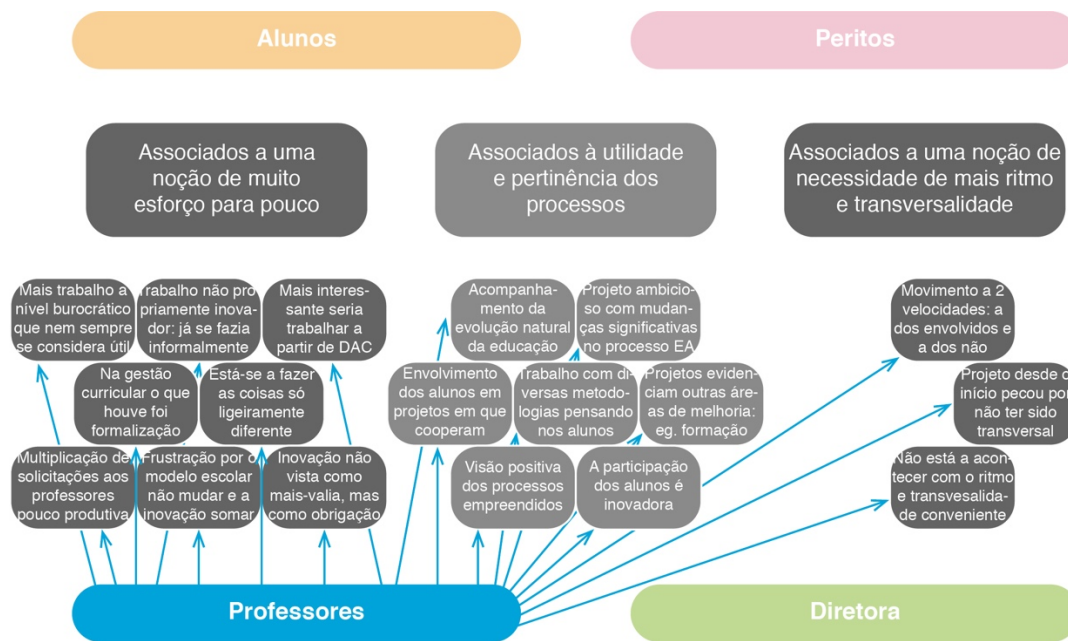 Alunos
Peritos
Associados a uma
noção de muito
esforço para pouco
Associados à utilidade
e pertinência dos
processos
Associados a uma noção de
necessidade de mais ritmo
e transversalidade
Mais trabalho a
nível burocrático
que nem sempre
se considera útil
Trabalho não pro-
priamente inova-
dor: já se fazia
informalmente
Mais interes-
sante seria
trabalhar a
partir de DAC
Acompanha-
mento da
evolução natural
da educação
Projeto ambicio-
so com mudan-
ças significativas
no processo EA
Movimento a 2
velocidades: a
dos envolvidos e
a dos não
Na gestão
curricular o que
houve foi
formalização
Está-se a fazer
as coisas só
ligeiramente
diferente
Envolvimento
dos alunos em
projetos em que
cooperam
Trabalho com di-
versas metodo-
logias pensando
nos alunos
Projetos eviden-
ciam outras áre-
as de melhoria:
eg. formação
Projeto desde o
início pecou por
não ter sido
transversal
Multiplicação de
solicitações aos
professores
pouco produtiva
Frustração por o
modelo escolar
não mudar e a
inovação somar
Inovação não
vista como
mais-valia, mas
como obrigação
Visão positiva
dos processos
empreendidos
A participação
dos alunos é
inovadora
Não está a acon-
tecer com o ritmo
e transvesalida-
de conveniente
Professores
Diretora